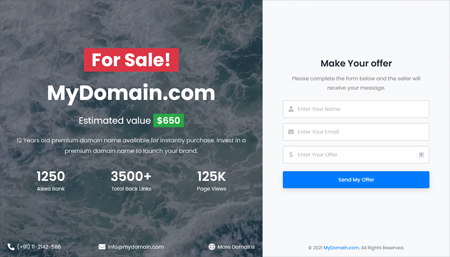 For Sale!
MyDomain.com
Estimated value $650
12 Years old premium domain name available for instantly purchase. Invest in a
premium domain name to launch your brand.
1250 3500+ 125K
Alexa Rank Total Back Links Page Views
(+91) 11-2142-566 info@mydomain.com More Domains
Make Your offer
Please complete the form below and the seller will
receive your message.
Enter Your Name
Enter Your Email
$ Enter Your Offer
Send My Offer
© 2021 MyDomain.com. All Rights Reserved.